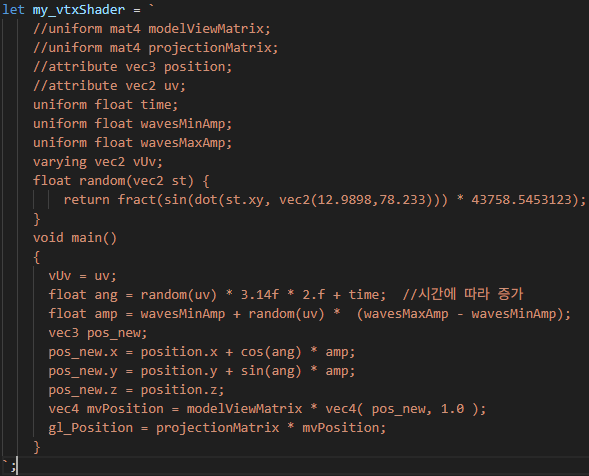 let my_vtxShader = `
//uniform mat4 modelViewMatrix;
//uniform mat4 projectionMatrix;
//attribute vec3 position;
//attribute vec2 uv;
uniform float time;
uniform float wavesMinAmp;
uniform float wavesMaxAmp;
varying vec2 vUv;
float random(vec2 st) {
return fract(sin(dot(st.xy, vec2(12.9898,78.233))) * 43758.5453123);
}
void main()
{
vUv = uv;
float ang = random(uv) * 3.14f * 2.f + time;  //시간에 따라 증가
float amp = wavesMinAmp + random(uv) *  (wavesMaxAmp - wavesMinAmp);
vec3 pos_new;
pos_new.x = position.x + cos(ang) * amp;
pos_new.y = position.y + sin(ang) * amp;
pos_new.z = position.z;
vec4 mvPosition = modelViewMatrix * vec4( pos_new, 1.0 );
gl_Position = projectionMatrix * mvPosition;
}
`;